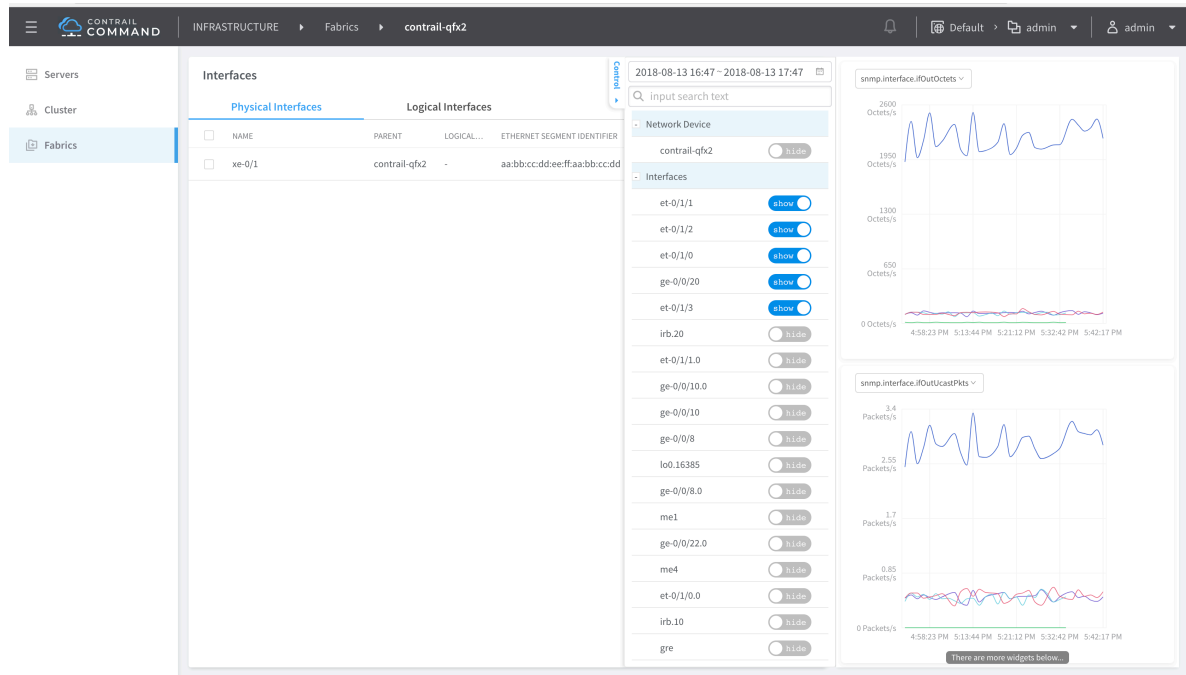 CONTRAIL
COMMAND
INFRASTRUCTURE Fabrics contrail-qfx2
Default admin admin
Servers
Cluster
Fabrics
Interfaces
Physical Interfaces Logical Interfaces
NAME PARENT LOGICAL... ETHERNET SEGMENT IDENTIFIER
xe-0/1 contrail-qfx2 - aa:bb:cc:dd:ee:ff:aa:bb:cc:dd
Control
2018-08-13 16:47 ~ 2018-08-13 17:47
input search text
- Network Device
contrail-qfx2 hide
- Interfaces
et-0/1/1 show
et-0/1/2 show
et-0/1/0 show
ge-0/0/20 show
et-0/1/3 show
irb.20 hide
et-0/1/1.0 hide
ge-0/0/10.0 hide
ge-0/0/10 hide
ge-0/0/8 hide
lo0.16385 hide
ge-0/0/8.0 hide
me1 hide
ge-0/0/22.0 hide
me4 hide
et-0/1/0.0 hide
irb.10 hide
gre hide
snmp.interface.ifOutOctets
2600
Octets/s
1950
Octets/s
1300
Octets/s
650
Octets/s
0 Octets/s
4:58:23 PM 5:13:44 PM 5:21:12 PM 5:32:42 PM 5:42:17 PM
snmp.interface.ifOutUcastPkts
3.4
Packets/s
2.55
Packets/s
1.7
Packets/s
0.85
Packets/s
0 Packets/s
4:58:23 PM 5:13:44 PM 5:21:12 PM 5:32:42 PM 5:42:17 PM
There are more widgets below...